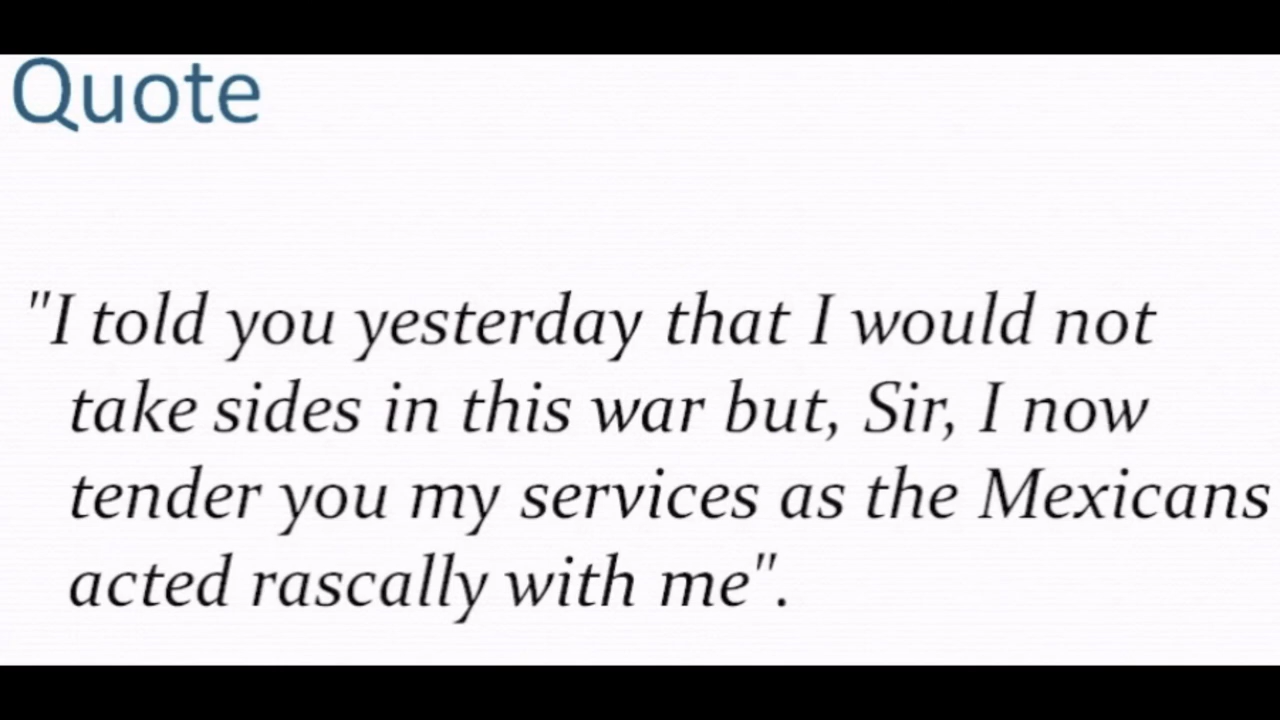 Quote
"I told you yesterday that I would not
take sides in this war but, Sir, I now
tender you my services as the Mexicans
acted rascally with me".